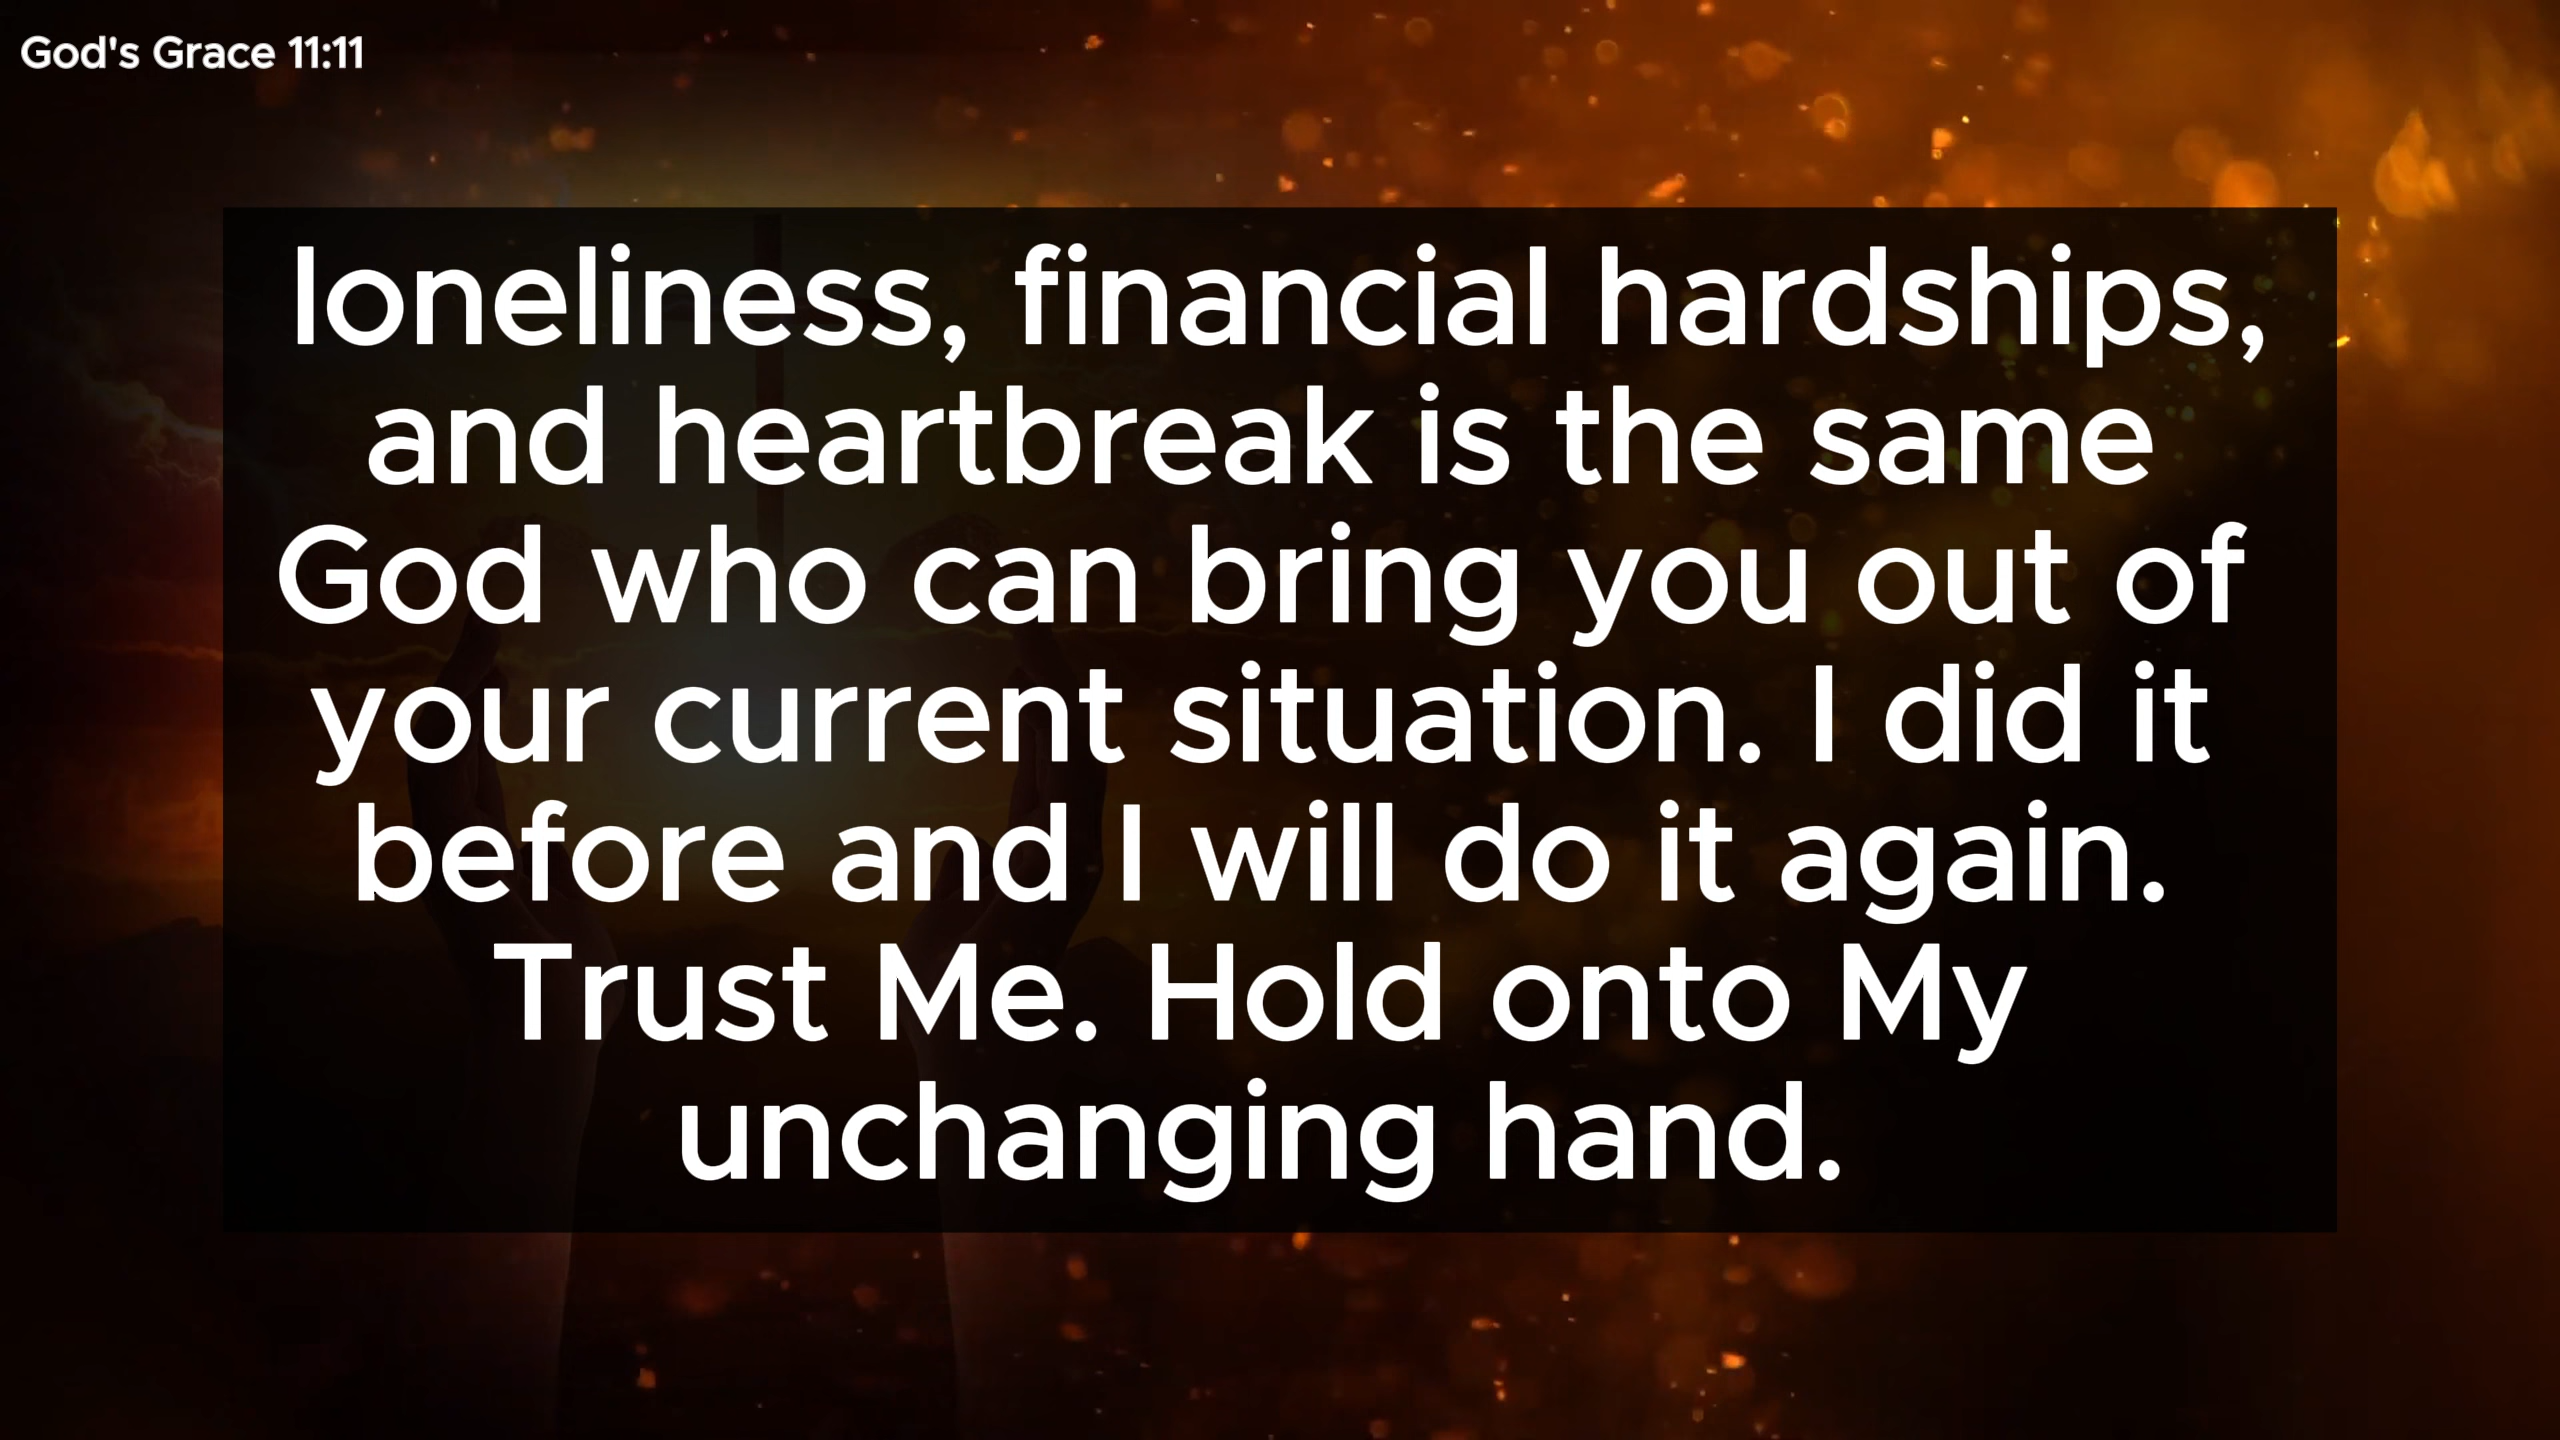 God's Grace 11:11
loneliness, financial hardships,
and heartbreak is the same
God who can bring you out of
your current situation. I did it
before and I will do it again.
Trust Me. Hold onto My
unchanging hand.